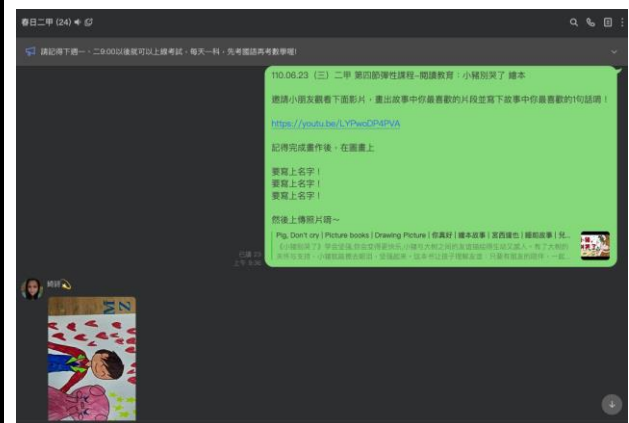 春日二甲 (24)
請記得下週一、二9:00以後就可以上線考試，每天一科，先考國語再考數學喔!
110.06.23（三）二甲 第四節彈性課程-閱讀教育：小豬別哭了 繪本
邀請小朋友觀看下面影片，畫出故事中你最喜歡的片段並寫下故事中你最喜歡的1句話唷！
https://youtu.be/LYPwoDP4PVA
記得完成畫作後，在圖畫上
要寫上名字！
要寫上名字！
要寫上名字！
然後上傳照片唷～
Pig, Don't cry | Picture books | Drawing Picture | 你真好 | 繪本故事 | 宮西達也 | 睡前故事 | 兒...
已讀 23